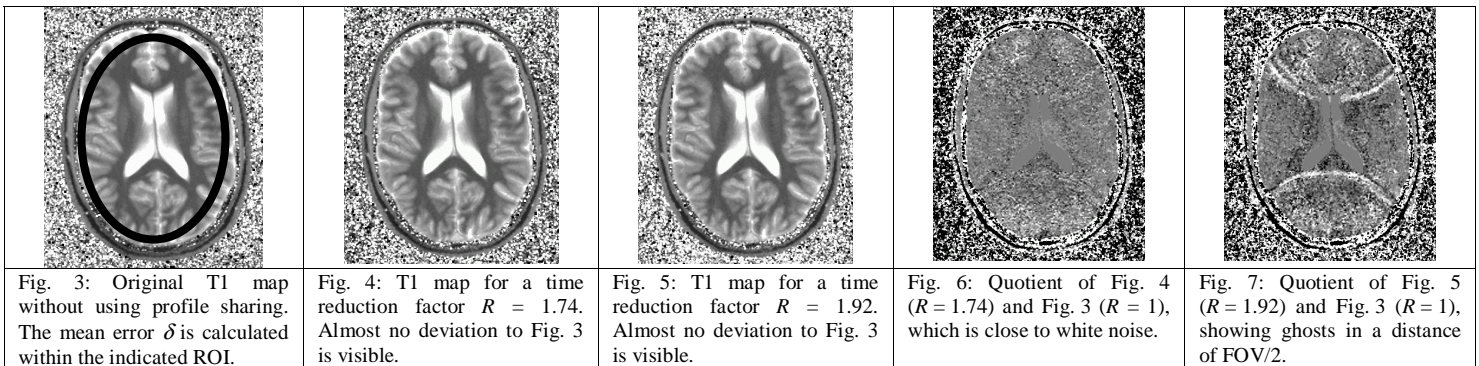 Fig. 3: Original T1 map
without using profile sharing.
The mean error δ is calculated
within the indicated ROI.
Fig. 4: T1 map for a time
reduction factor R = 1.74.
Almost no deviation to Fig. 3
is visible.
Fig. 5: T1 map for a time
reduction factor R = 1.92.
Almost no deviation to Fig. 3
is visible.
Fig. 6: Quotient of Fig. 4
(R = 1.74) and Fig. 3 (R = 1),
which is close to white noise.
Fig. 7: Quotient of Fig. 5
(R = 1.92) and Fig. 3 (R = 1),
showing ghosts in a distance
of FOV/2.